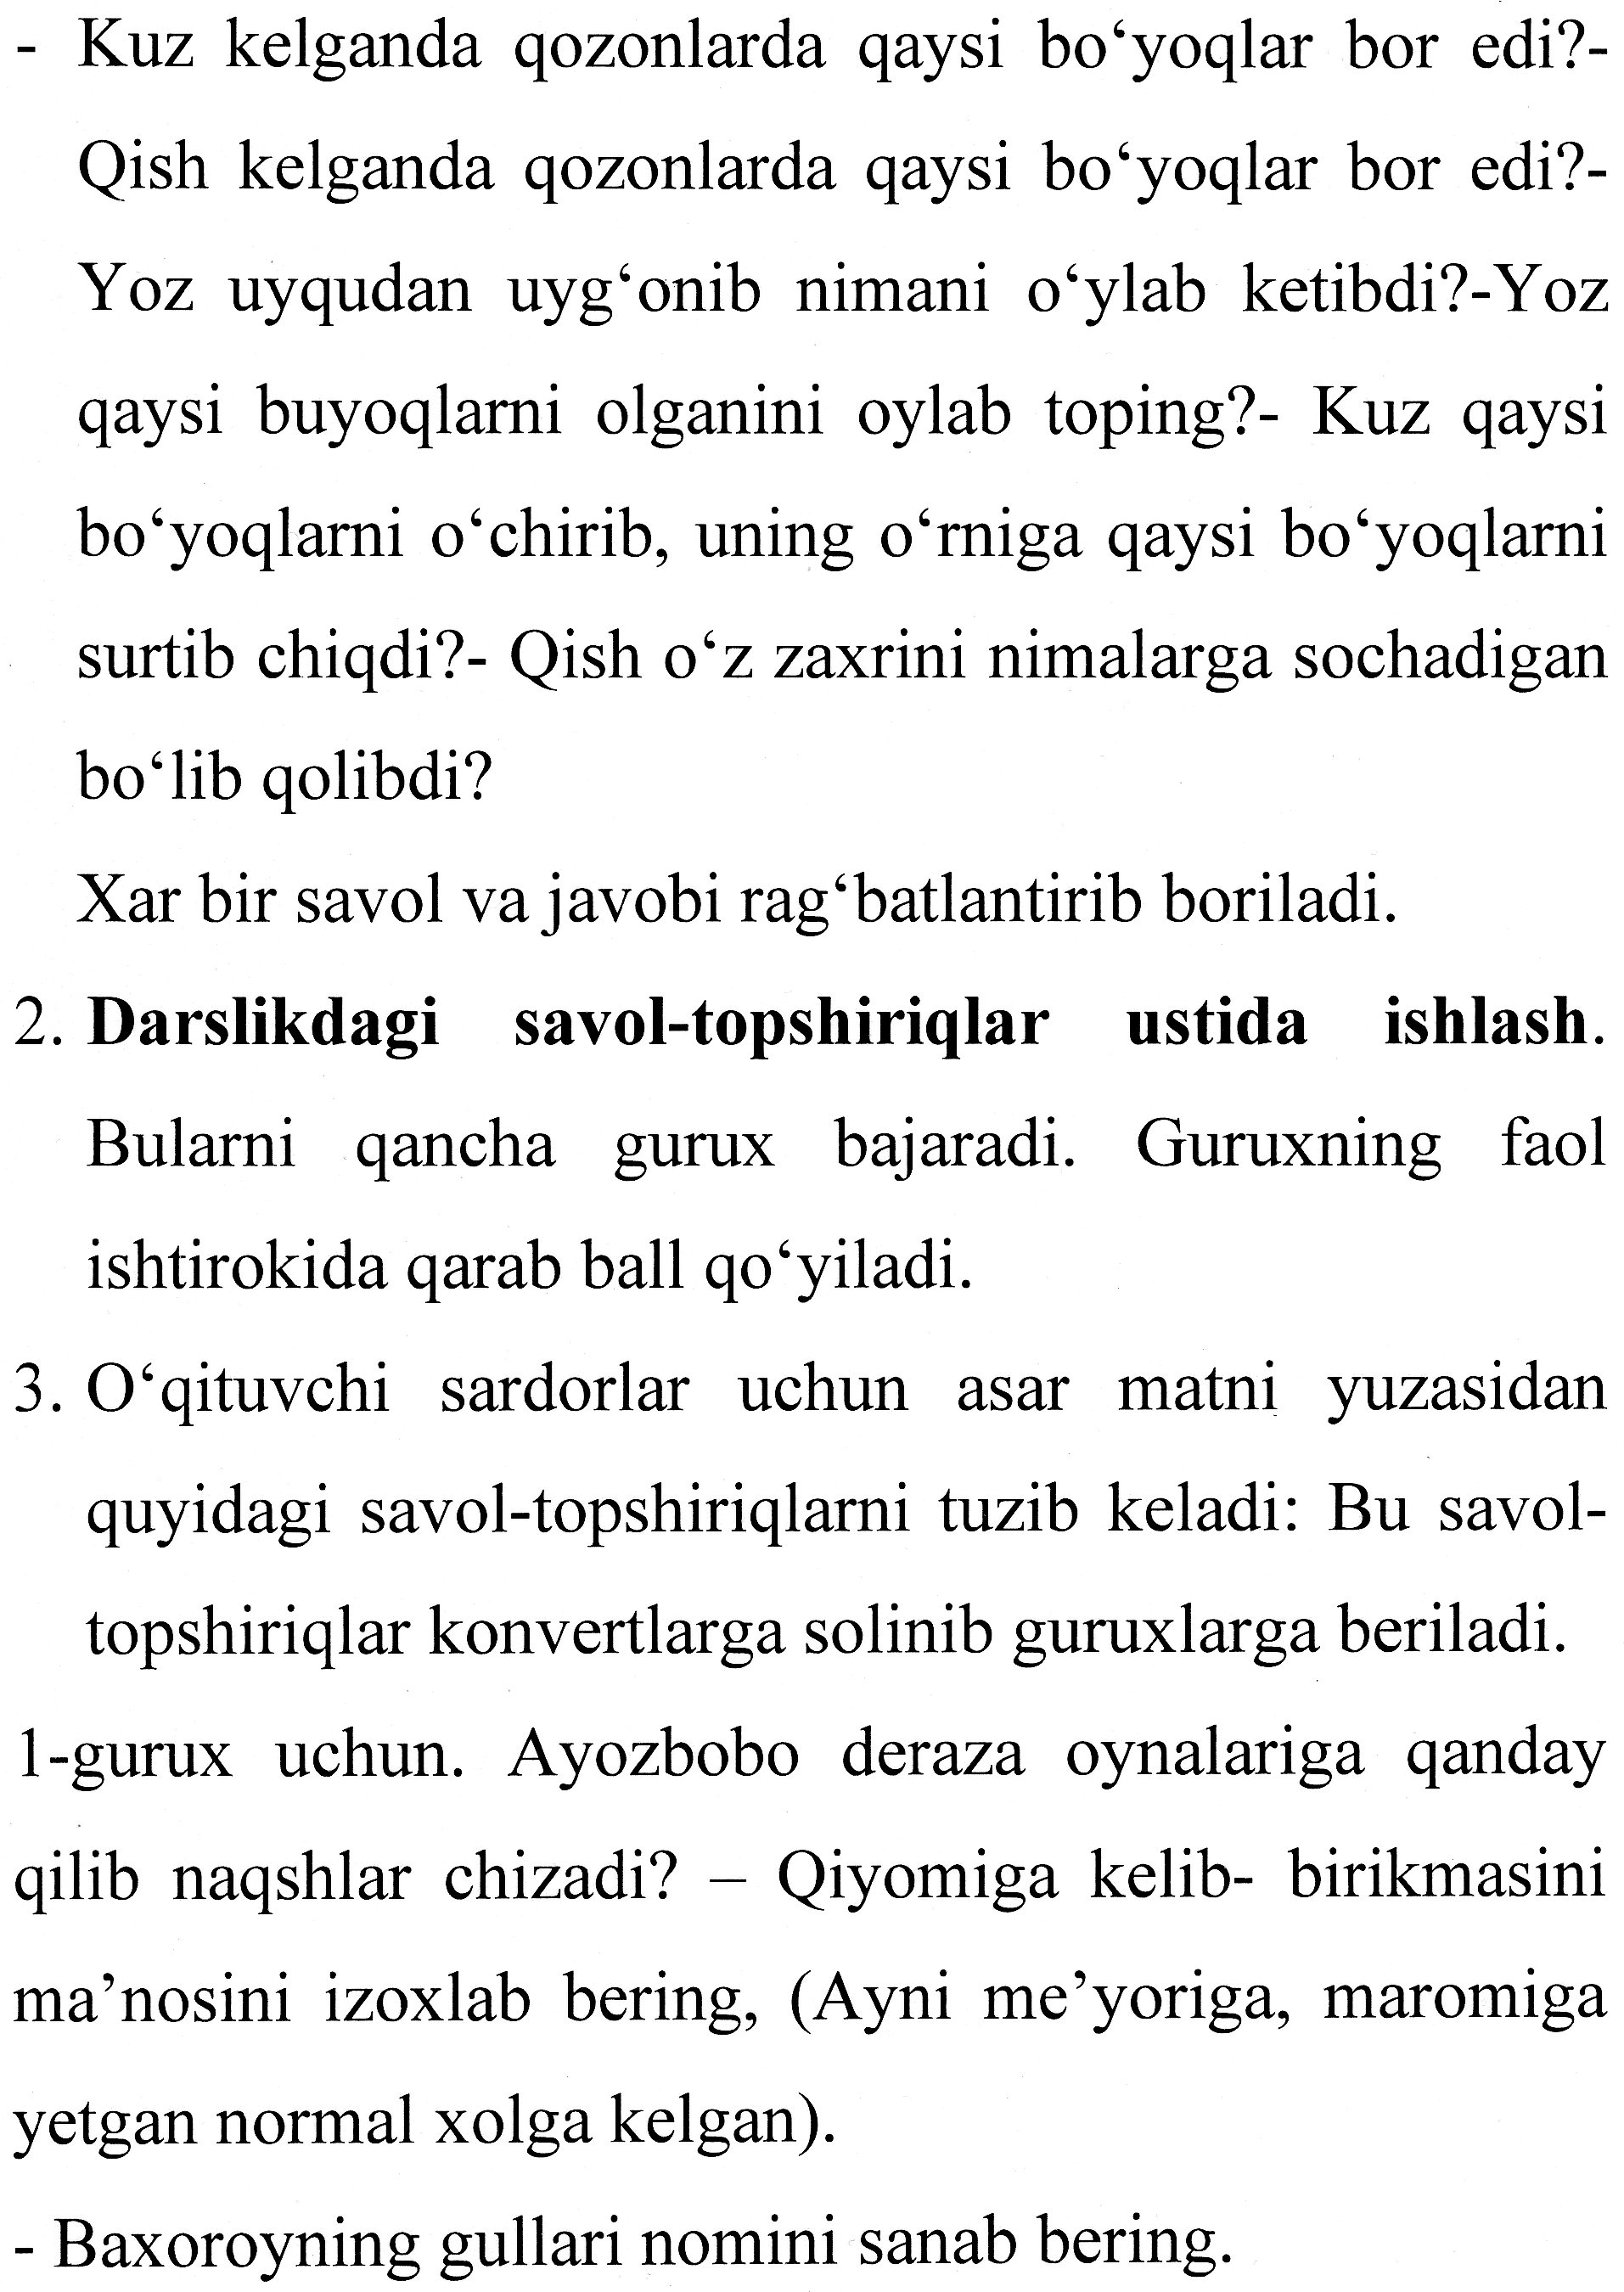 - Kuz kelganda qozonlarda qaysi bo‘yoqlar bor edi?-
Qish kelganda qozonlarda qaysi bo‘yoqlar bor edi?-
Yoz uyqudan uyg‘onib nimani o‘ylab ketibdi?-Yoz
qaysi buyoqlarni olganini oylab toping?- Kuz qaysi
bo‘yoqlarni o‘chirib, uning o‘rniga qaysi bo‘yoqlarni
surtib chiqdi?- Qish o‘z zaxrini nimalarga sochadigan
bo‘lib qolibdi?
Xar bir savol va javobi rag‘batlantirib boriladi.
2. Darslikdagi savol-topshiriqlar ustida ishlash.
Bularni qancha gurux bajaradi. Guruxning faol
ishtirokida qarab ball qo‘yiladi.
3. O‘qituvchi sardorlar uchun asar matni yuzasidan
quyidagi savol-topshiriqlarni tuzib keladi: Bu savol-
topshiriqlar konvertlarga solinib guruxlarga beriladi.
1-gurux uchun. Ayozbobo deraza oynalariga qanday
qilib naqshlar chizadi? – Qiyomiga kelib- birikmasini
ma’nosini izoxlab bering, (Ayni me’yoriga, maromiga
yetgan normal xolga kelgan).
- Baxoroyning gullari nomini sanab bering.